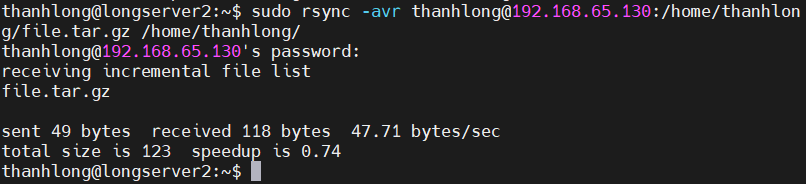 thanhlong@longserver2:~$ sudo rsync -avr thanhlong@192.168.65.130:/home/thanhlon
g/file.tar.gz /home/thanhlong/
thanhlong@192.168.65.130's password:
receiving incremental file list
file.tar.gz

sent 49 bytes  received 118 bytes  47.71 bytes/sec
total size is 123  speedup is 0.74
thanhlong@longserver2:~$